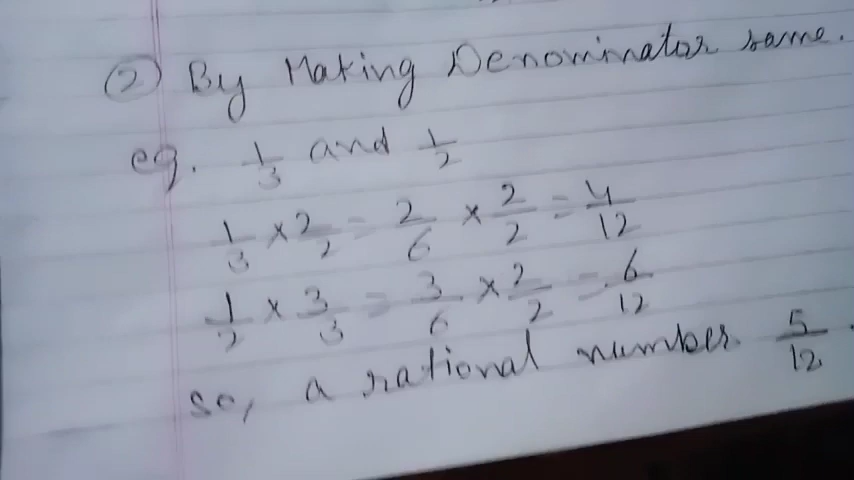 ② By Making Denominator same.
eg. 1/3 and 1/2
1/3 × 2/2 = 2/6 × 2/2 = 4/12
1/2 × 3/3 = 3/6 × 2/2 = 6/12
so, a rational number 5/12.